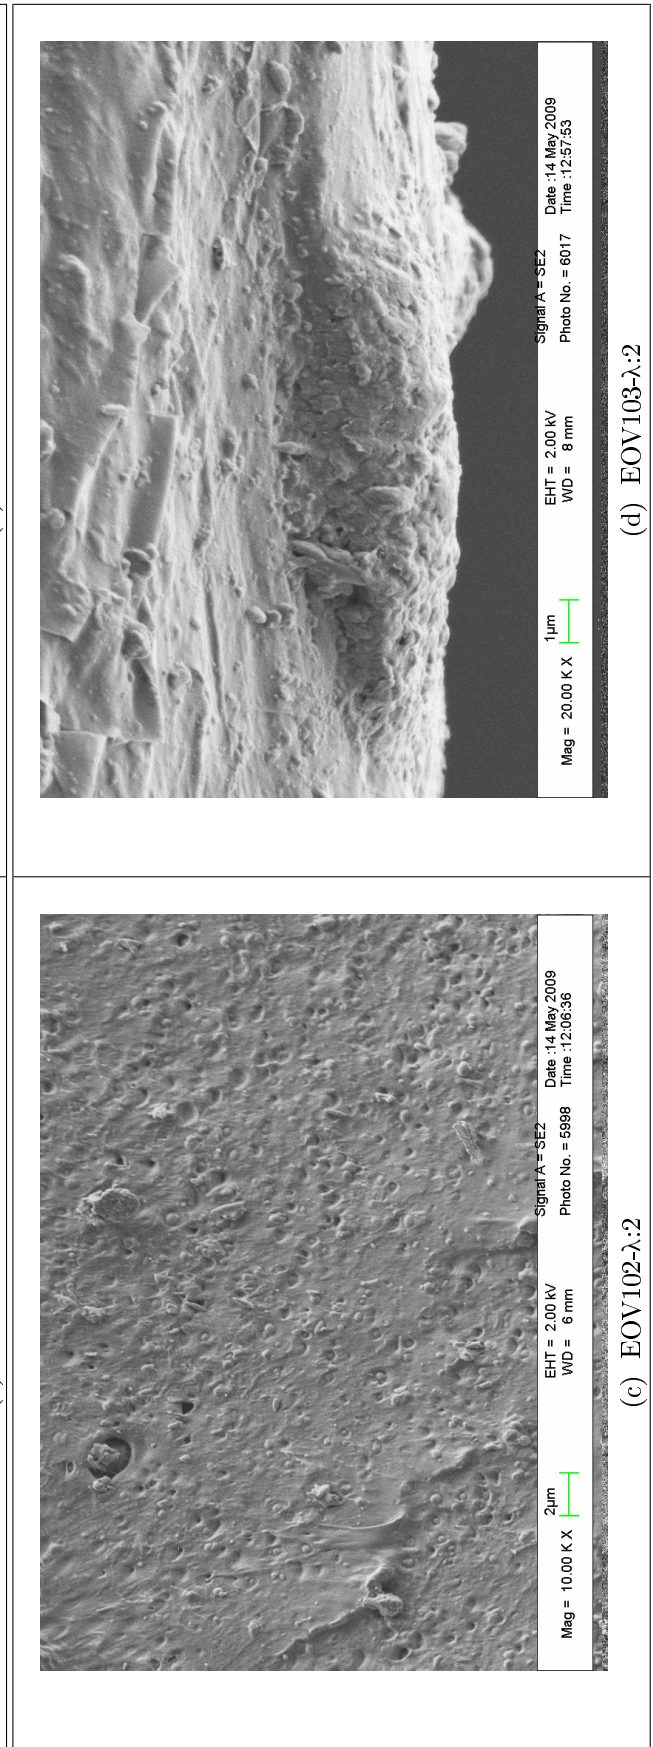 2µm
Mag = 10.00 K X
EHT = 2.00 kV
WD = 6 mm
Signal A = SE2
Photo No. = 5998
Date :14 May 2009
Time :12:06:36
(c) EOV102-λ:2
1µm
Mag = 20.00 K X
EHT = 2.00 kV
WD = 8 mm
Signal A = SE2
Photo No. = 6017
Date :14 May 2009
Time :12:57:53
(d) EOV103-λ:2